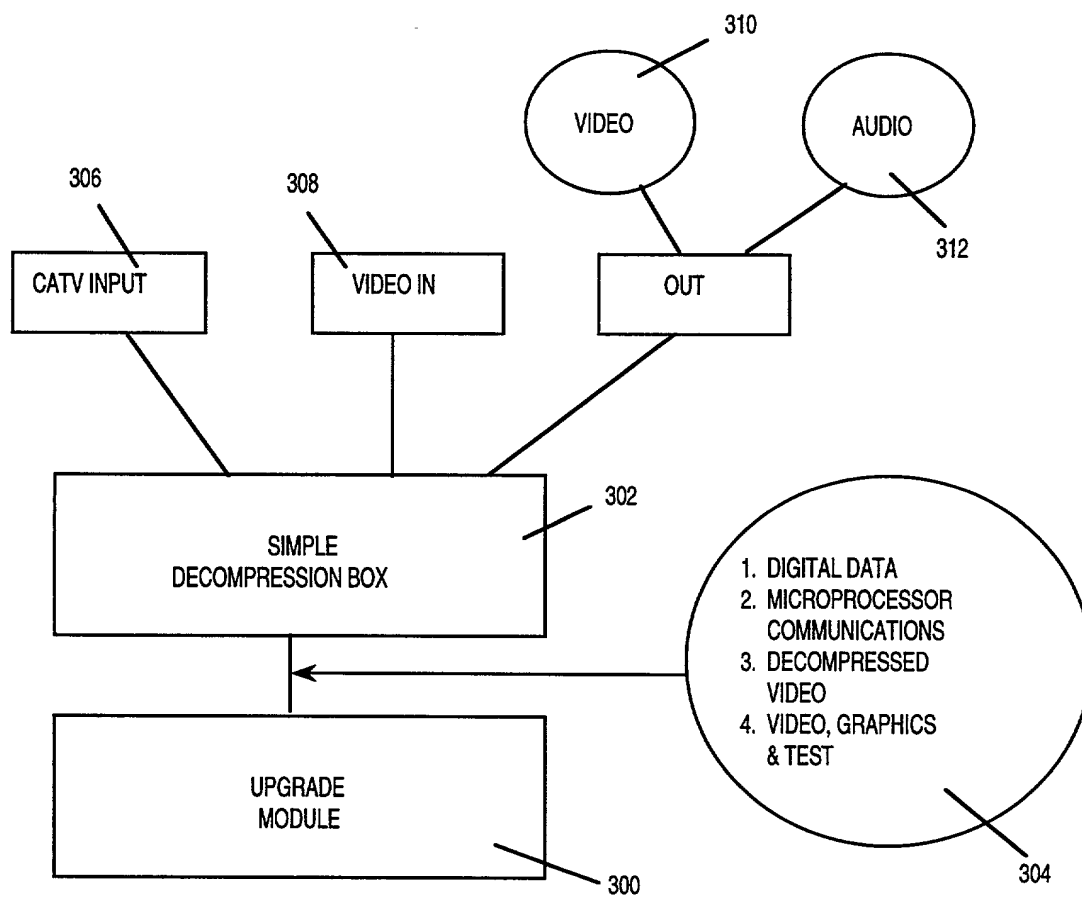 310
VIDEO
AUDIO
306
308
312
CATV INPUT
VIDEO IN
OUT
302
SIMPLE
DECOMPRESSION BOX
1. DIGITAL DATA
2. MICROPROCESSOR
COMMUNICATIONS
3. DECOMPRESSED
VIDEO
4. VIDEO, GRAPHICS
& TEST
UPGRADE
MODULE
300
304